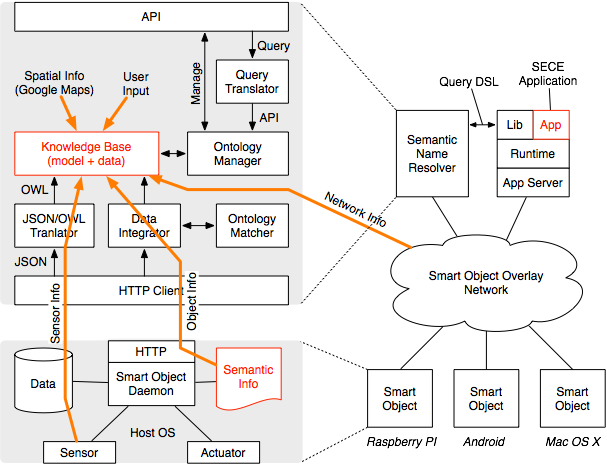 API
Query
Manage
Spatial Info
(Google Maps)
User
Input
Query
Translator
API
Knowledge Base
(model + data)
Ontology
Manager
OWL
JSON/OWL
Tranlator
Data
Integrator
Ontology
Matcher
JSON
HTTP Client
Sensor Info
Object Info
Network Info
HTTP
Smart Object
Daemon
Data
Semantic
Info
Host OS
Sensor
Actuator
Query DSL
SECE
Application
Semantic
Name
Resolver
Lib
App
Runtime
App Server
Smart Object Overlay
Network
Smart
Object
Smart
Object
Smart
Object
Raspberry PI
Android
Mac OS X